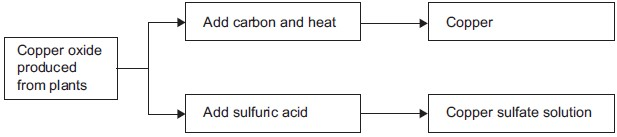 Copper oxide
produced
from plants
Add carbon and heat
Copper
Add sulfuric acid
Copper sulfate solution